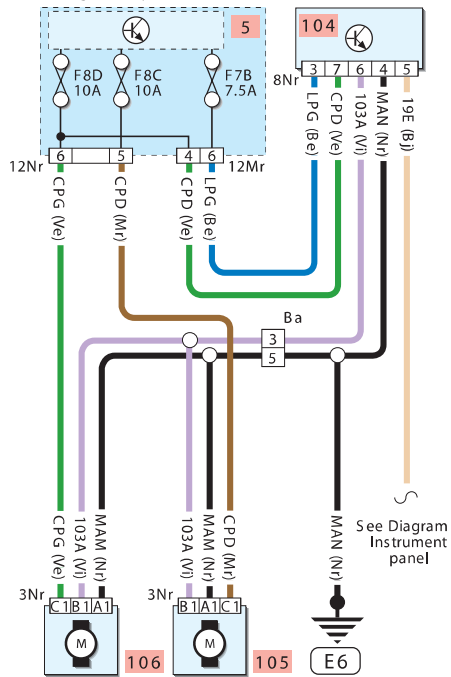 5
104
F8D
10A
F8C
10A
F7B
7.5A
8Nr
3 7 6 4 5
12Nr
6 5
4 6
12Mr
CPG (Ve)
CPD (Mr)
CPD (Ve)
LPG (Be)
LPG (Be)
CPD (Ve)
103A (Vi)
MAN (Nr)
19E (Bj)
Ba
3
5
CPG (Ve)
103A (Vi)
MAM (Nr)
103A (Vi)
MAM (Nr)
CPD (Mr)
MAN (Nr)
See Diagram
Instrument
panel
3Nr
C1 B1 A1
3Nr
B1 A1 C1
M
106
M
105
E6